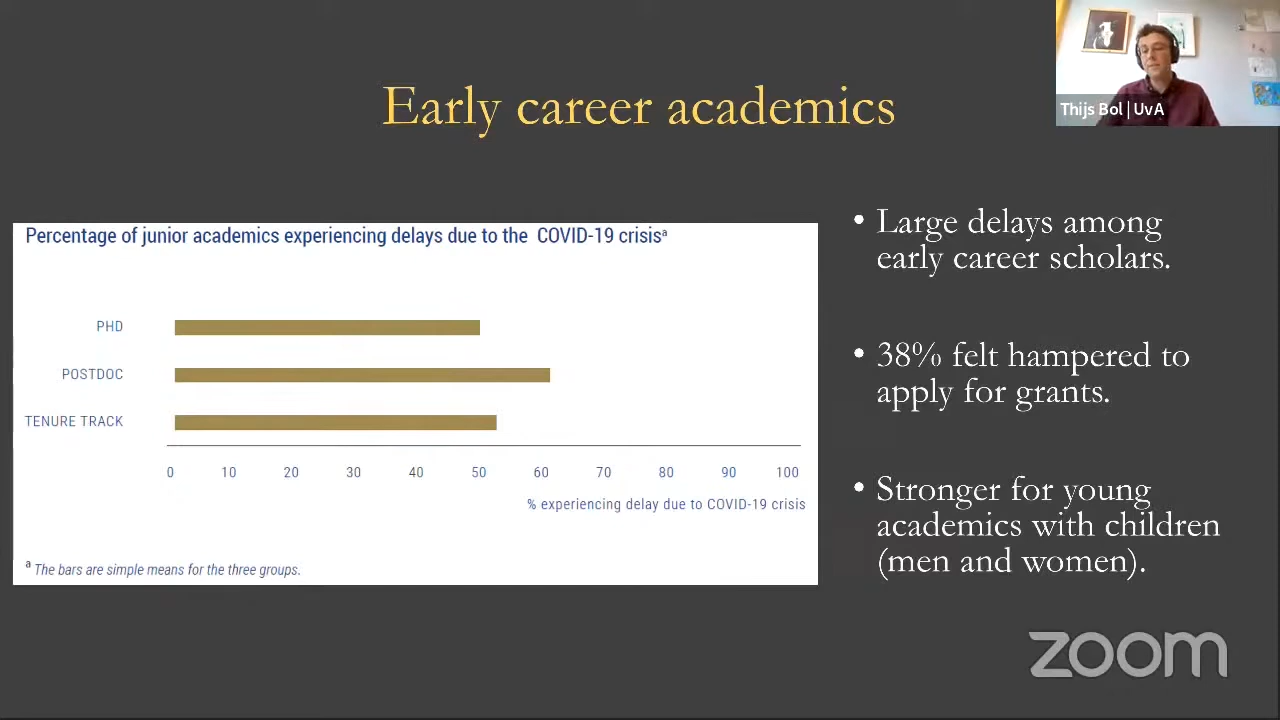 Early career academics
Thijs Bol | UvA
Percentage of junior academics experiencing delays due to the COVID-19 crisisᵃ
PHD
POSTDOC
TENURE TRACK
0 10 20 30 40 50 60 70 80 90 100
% experiencing delay due to COVID-19 crisis
ᵃ The bars are simple means for the three groups.
• Large delays among
early career scholars.
• 38% felt hampered to
apply for grants.
• Stronger for young
academics with children
(men and women).
zoom